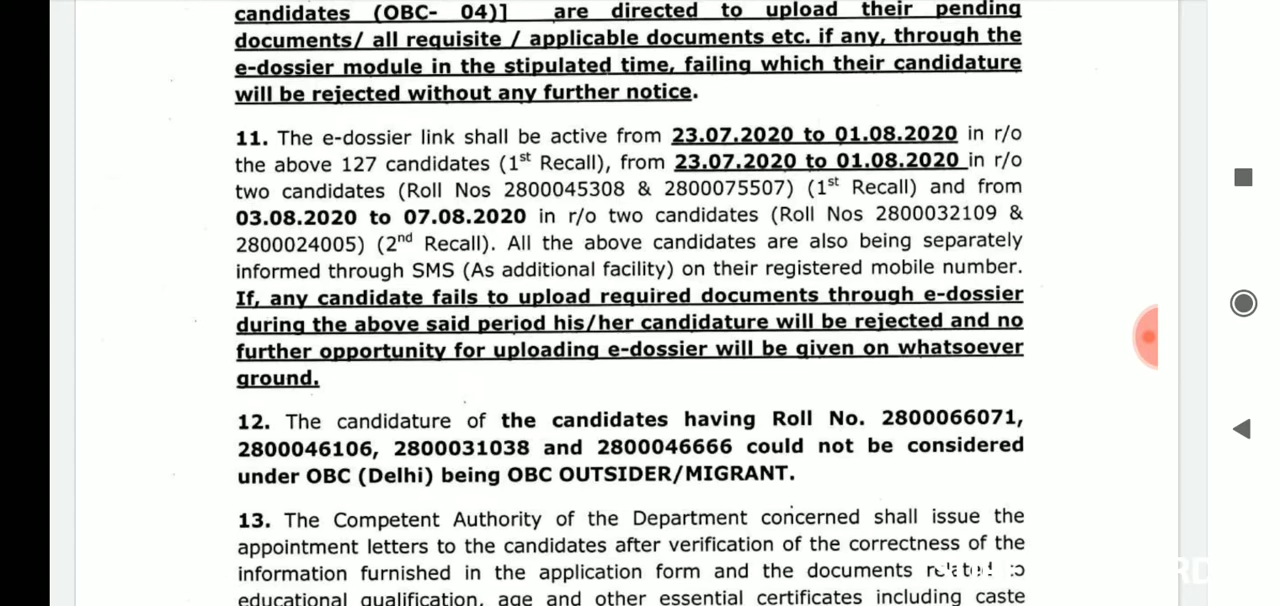 candidates (OBC- 04)] are directed to upload their pending
documents/ all requisite / applicable documents etc. if any, through the
e-dossier module in the stipulated time, failing which their candidature
will be rejected without any further notice.
11. The e-dossier link shall be active from 23.07.2020 to 01.08.2020 in r/o
the above 127 candidates (1st Recall), from 23.07.2020 to 01.08.2020 in r/o
two candidates (Roll Nos 2800045308 & 2800075507) (1st Recall) and from
03.08.2020 to 07.08.2020 in r/o two candidates (Roll Nos 2800032109 &
2800024005) (2nd Recall). All the above candidates are also being separately
informed through SMS (As additional facility) on their registered mobile number.
If, any candidate fails to upload required documents through e-dossier
during the above said period his/her candidature will be rejected and no
further opportunity for uploading e-dossier will be given on whatsoever
ground.
12. The candidature of the candidates having Roll No. 2800066071,
2800046106, 2800031038 and 2800046666 could not be considered
under OBC (Delhi) being OBC OUTSIDER/MIGRANT.
13. The Competent Authority of the Department concerned shall issue the
appointment letters to the candidates after verification of the correctness of the
information furnished in the application form and the documents related to
educational qualification, age and other essential certificates including caste